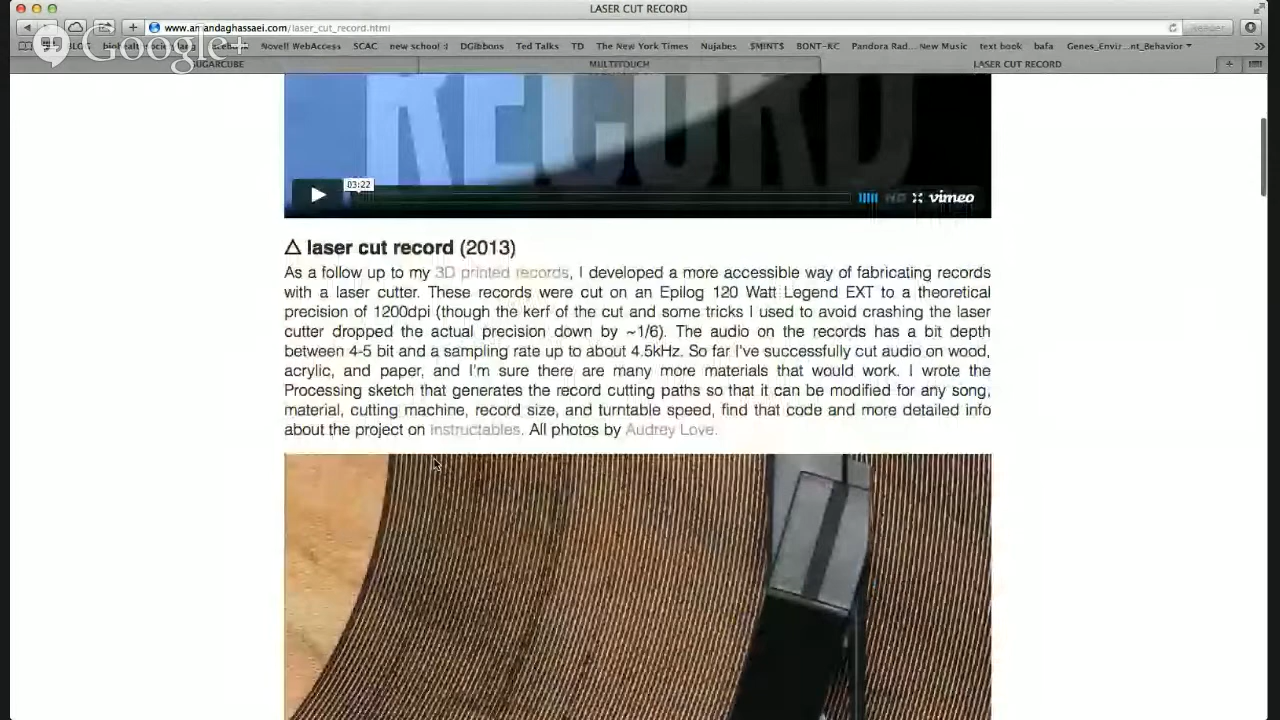 LASER CUT RECORD
www.amandaghassaei.com/laser_cut_record.html
Reader
Google+
Novell WebAccess SCAC new school :) DGibbons Ted Talks TD The New York Times Nujabes $MINT$ BONT-KC Pandora Rad... New Music text book bafa Genes_Envir...nt_Behavior
SUGARCUBE MULTITOUCH LASER CUT RECORD
RECORD
03:22
HD vimeo
△ laser cut record (2013)
As a follow up to my 3D printed records, I developed a more accessible way of fabricating records
with a laser cutter. These records were cut on an Epilog 120 Watt Legend EXT to a theoretical
precision of 1200dpi (though the kerf of the cut and some tricks I used to avoid crashing the laser
cutter dropped the actual precision down by ~1/6). The audio on the records has a bit depth
between 4-5 bit and a sampling rate up to about 4.5kHz. So far I've successfully cut audio on wood,
acrylic, and paper, and I'm sure there are many more materials that would work. I wrote the
Processing sketch that generates the record cutting paths so that it can be modified for any song,
material, cutting machine, record size, and turntable speed, find that code and more detailed info
about the project on Instructables. All photos by Audrey Love.